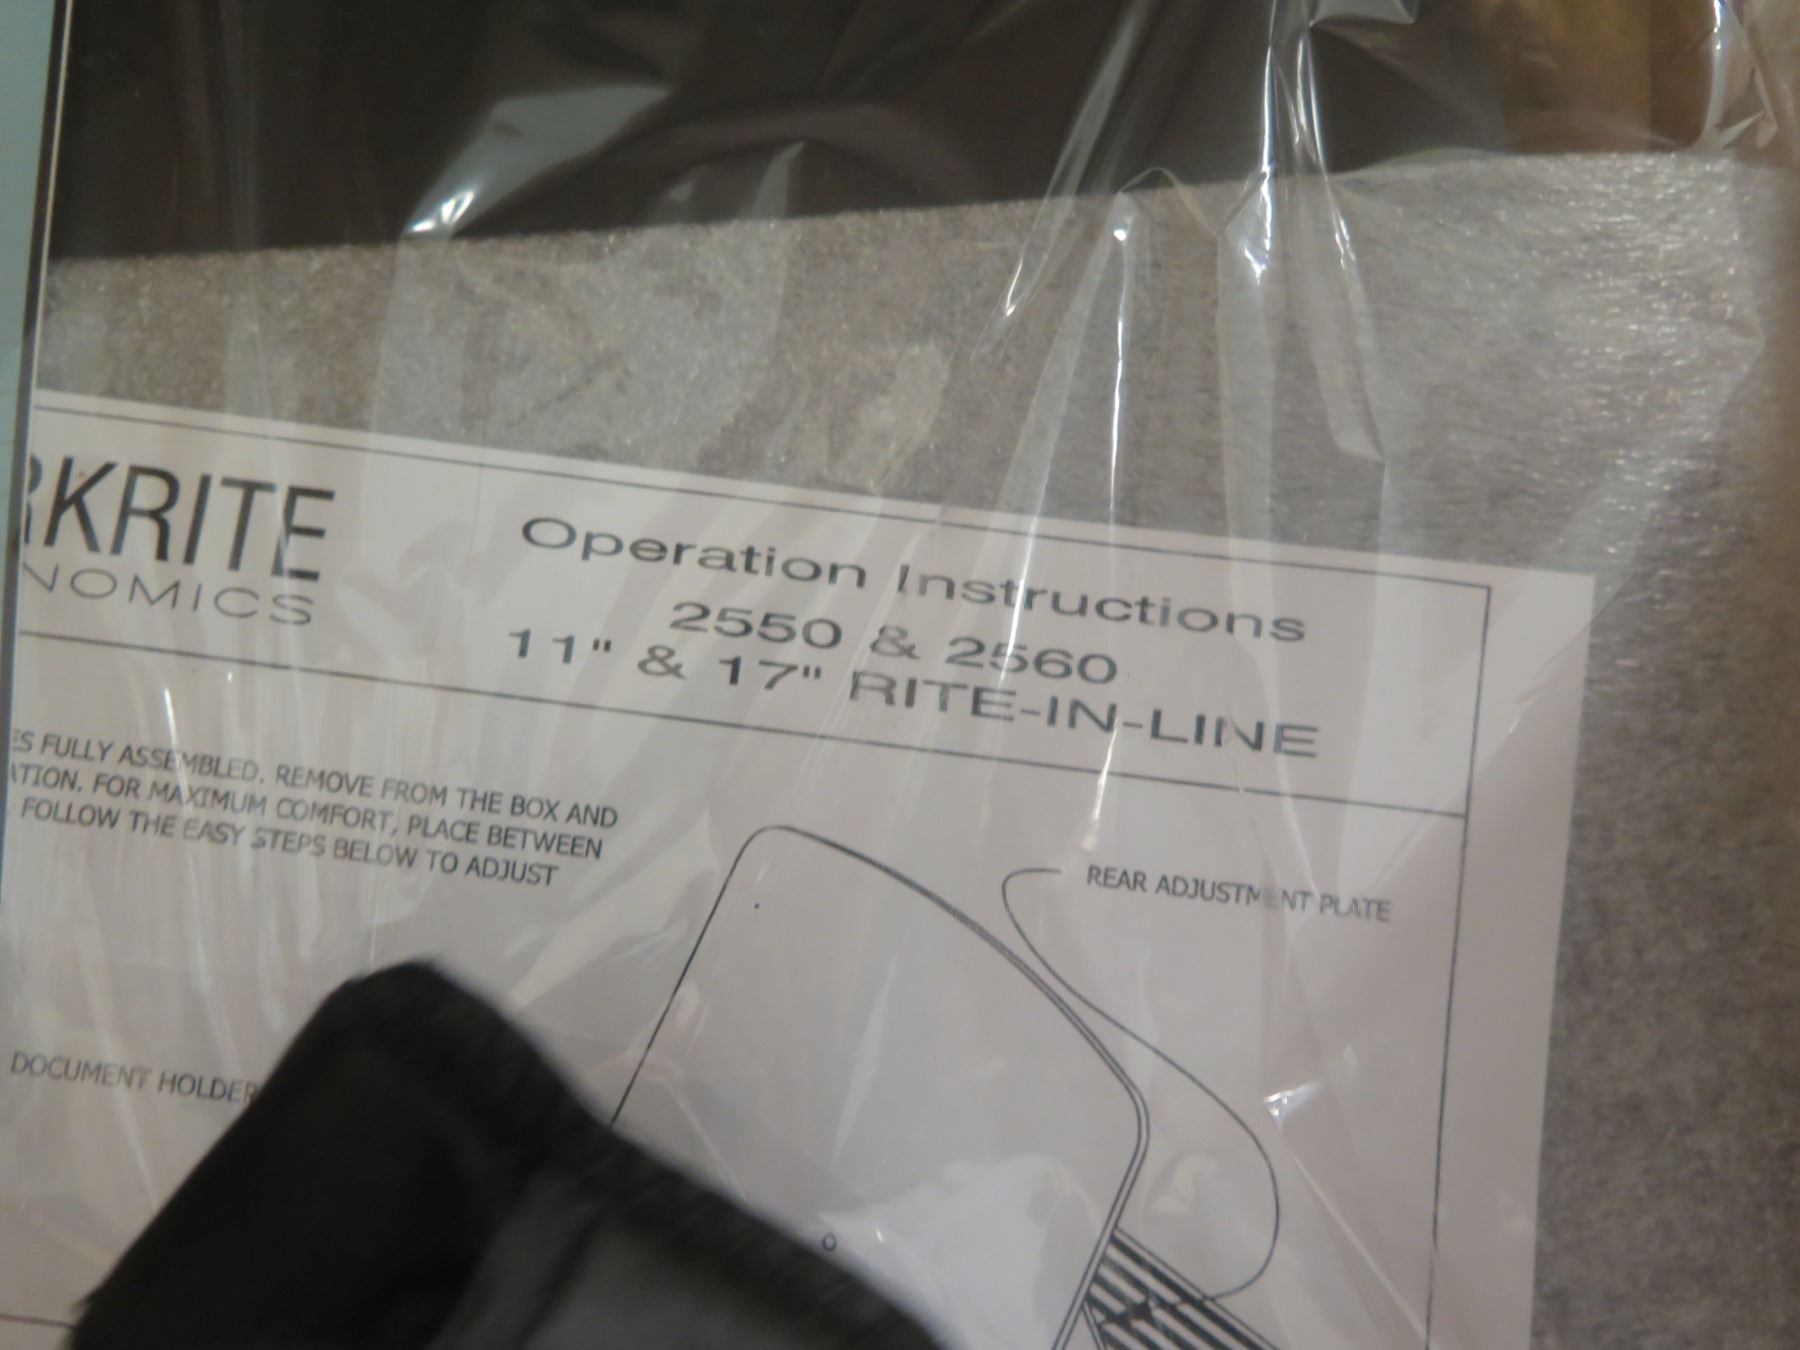 RKRITE
NOMICS
Operation Instructions
2550 & 2560
11" & 17" RITE-IN-LINE
ES FULLY ASSEMBLED. REMOVE FROM THE BOX AND
ATION. FOR MAXIMUM COMFORT, PLACE BETWEEN
FOLLOW THE EASY STEPS BELOW TO ADJUST
REAR ADJUSTMENT PLATE
DOCUMENT HOLDER